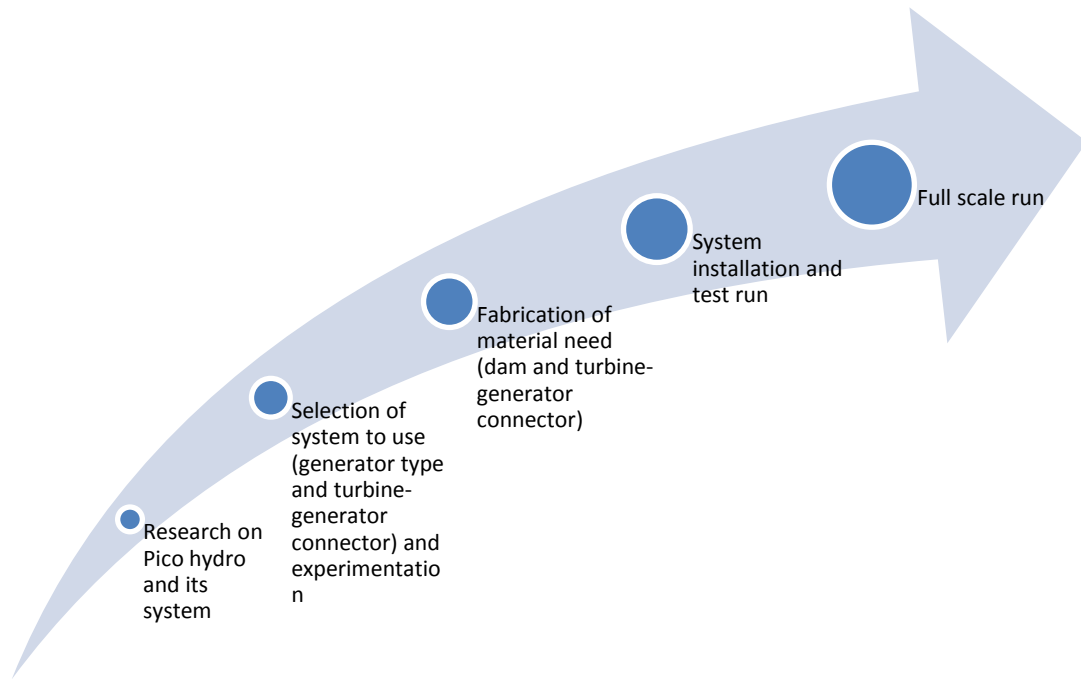 Research on
Pico hydro
and its
system
Selection of
system to use
(generator type
and turbine-
generator
connector) and
experimentatio
n
Fabrication of
material need
(dam and turbine-
generator
connector)
System
installation and
test run
Full scale run